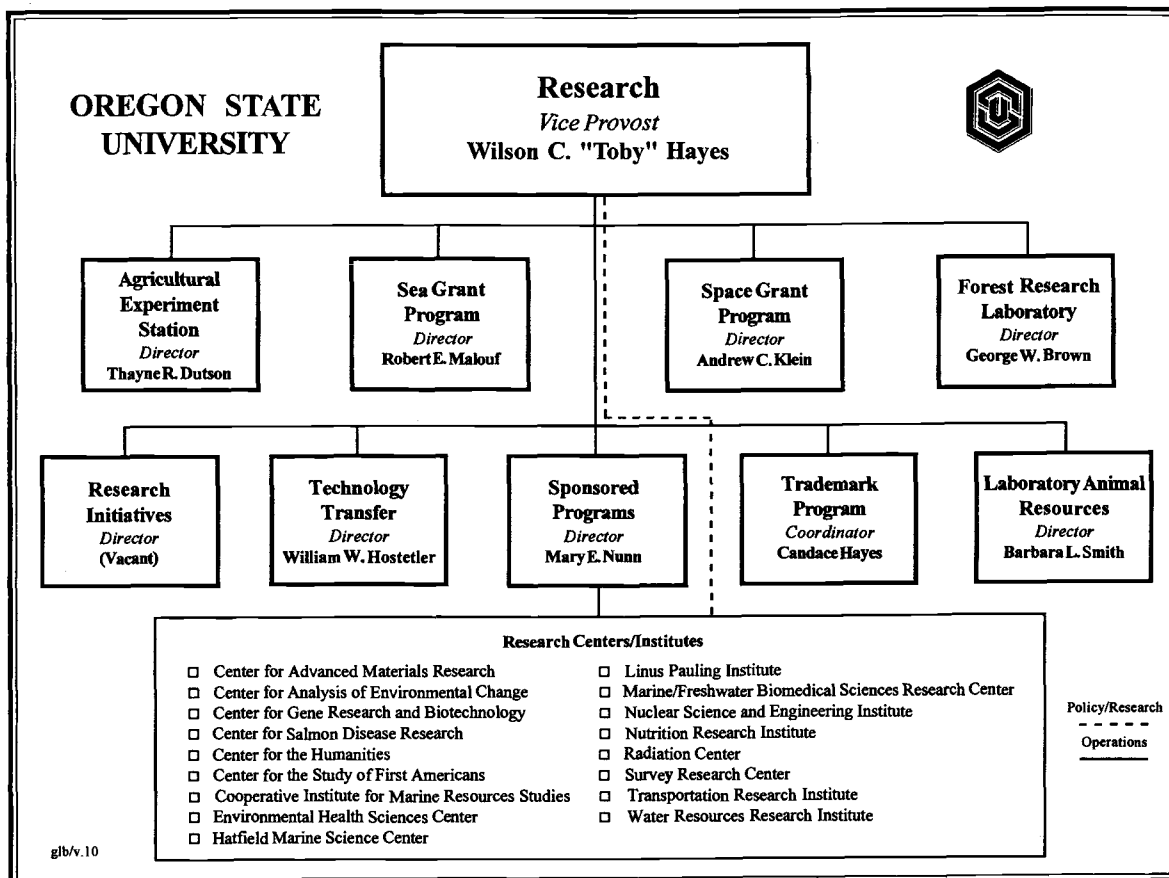 OREGON STATE
UNIVERSITY
Research
Vice Provost
Wilson C. "Toby" Hayes
OSU
Agricultural
Experiment
Station
Director
Thayne R. Dutson
Sea Grant
Program
Director
Robert E. Malouf
Space Grant
Program
Director
Andrew C. Klein
Forest Research
Laboratory
Director
George W. Brown
Research
Initiatives
Director
(Vacant)
Technology
Transfer
Director
William W. Hostetler
Sponsored
Programs
Director
Mary E. Nunn
Trademark
Program
Coordinator
Candace Hayes
Laboratory Animal
Resources
Director
Barbara L. Smith
Research Centers/Institutes
Center for Advanced Materials Research
Center for Analysis of Environmental Change
Center for Gene Research and Biotechnology
Center for Salmon Disease Research
Center for the Humanities
Center for the Study of First Americans
Cooperative Institute for Marine Resources Studies
Environmental Health Sciences Center
Hatfield Marine Science Center
Linus Pauling Institute
Marine/Freshwater Biomedical Sciences Research Center
Nuclear Science and Engineering Institute
Nutrition Research Institute
Radiation Center
Survey Research Center
Transportation Research Institute
Water Resources Research Institute
Policy/Research
Operations
glb/v.10